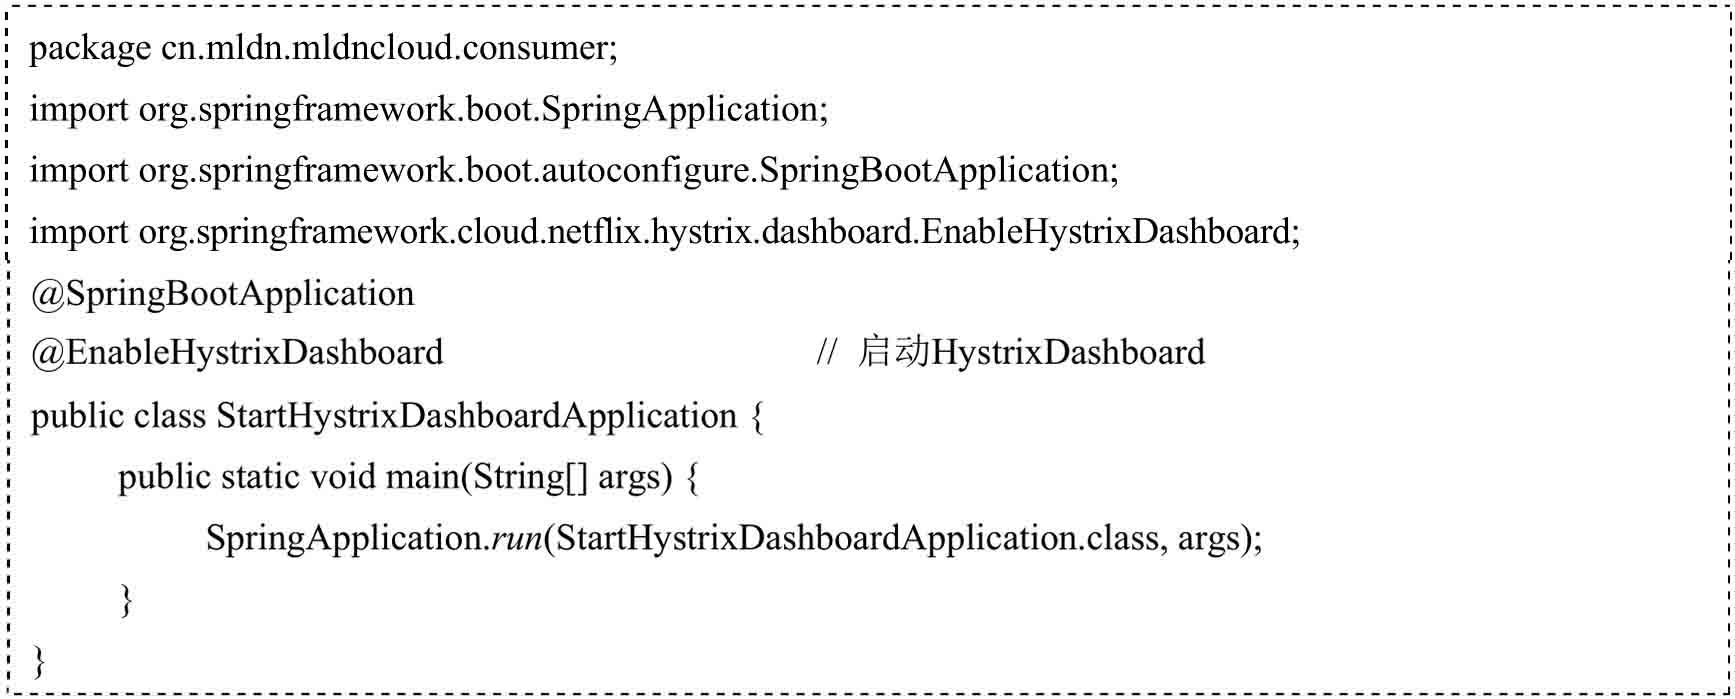 package cn.mldn.mldncloud.consumer;
import org.springframework.boot.SpringApplication;
import org.springframework.boot.autoconfigure.SpringBootApplication;
import org.springframework.cloud.netflix.hystrix.dashboard.EnableHystrixDashboard;
@SpringBootApplication
@EnableHystrixDashboard // 启动HystrixDashboard
public class StartHystrixDashboardApplication {
public static void main(String[] args) {
SpringApplication.run(StartHystrixDashboardApplication.class, args);
}
}